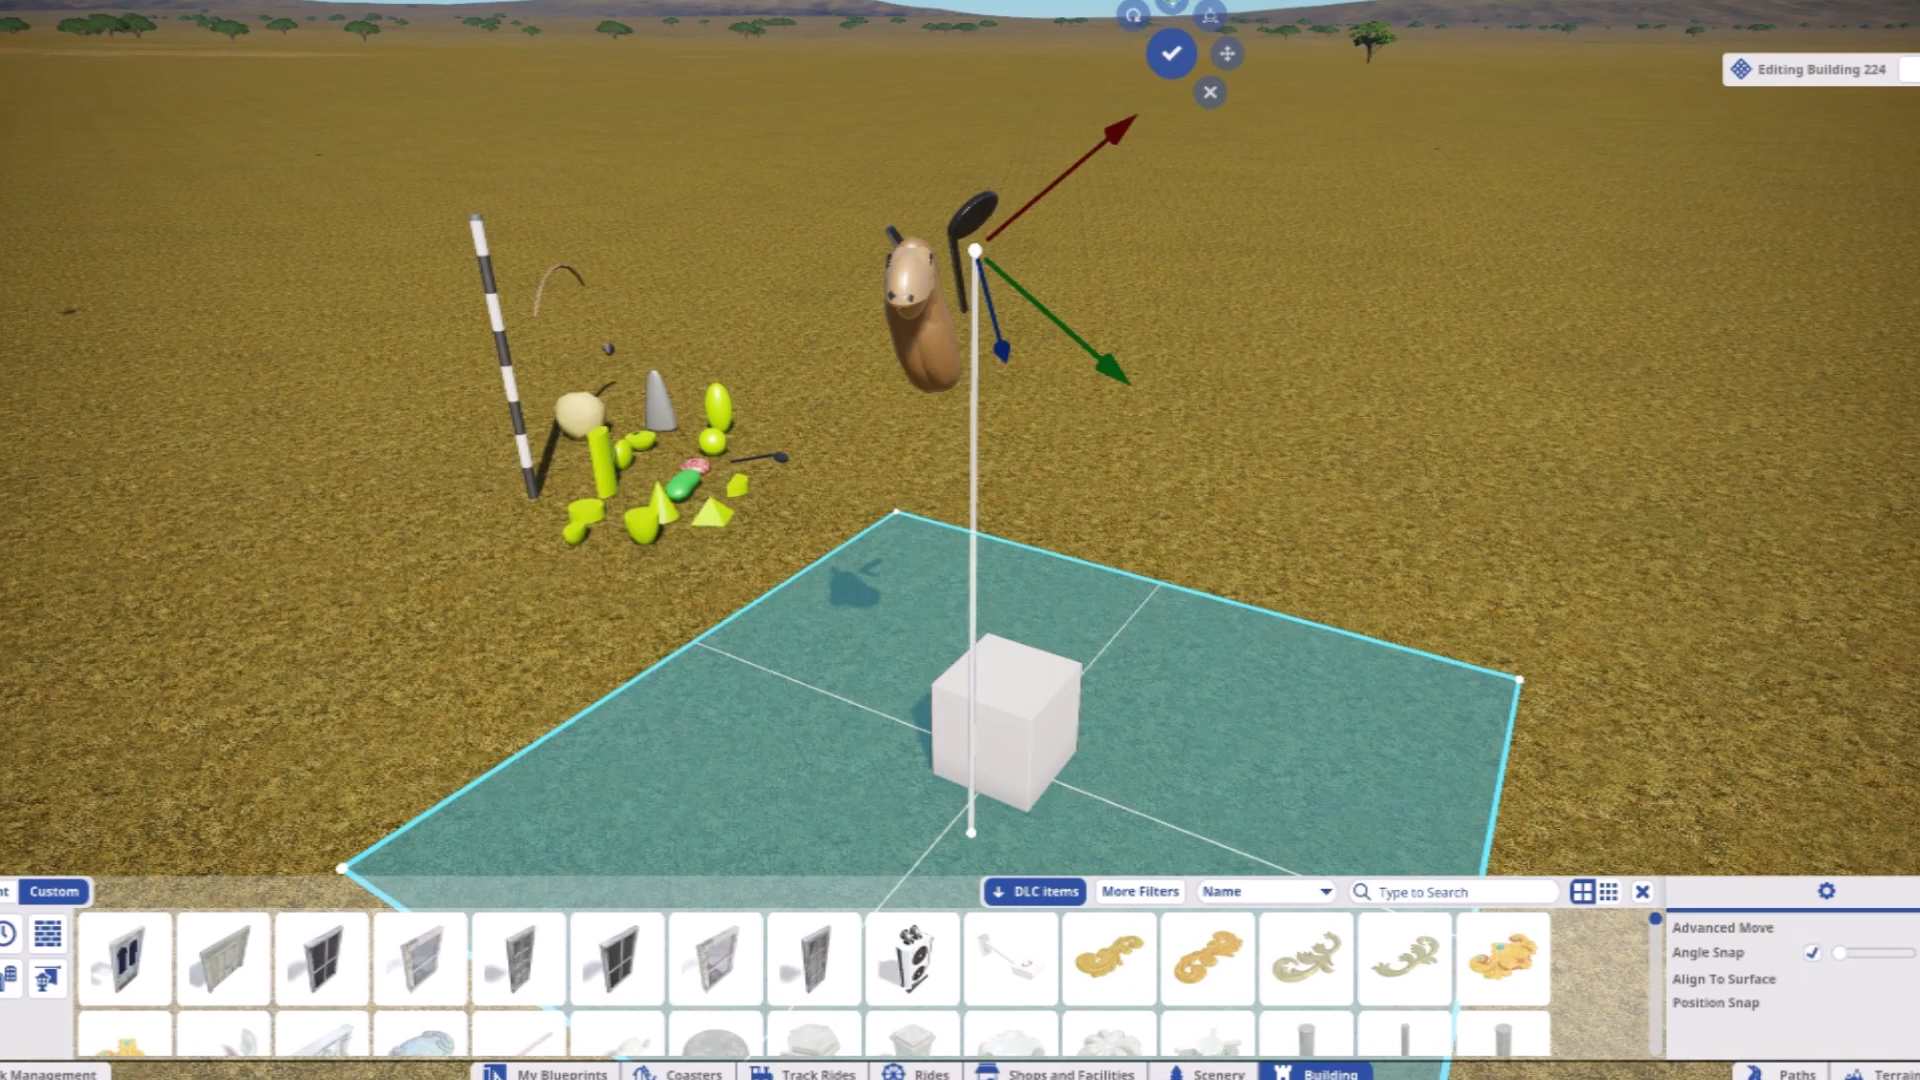 Editing Building 224
nt
Custom
DLC items
More Filters
Name
Type to Search
Advanced Move
Angle Snap
Align To Surface
Position Snap
k Management
My Blueprints
Coasters
Track Rides
Rides
Shops and Facilities
Scenery
Building
Paths
Terrain